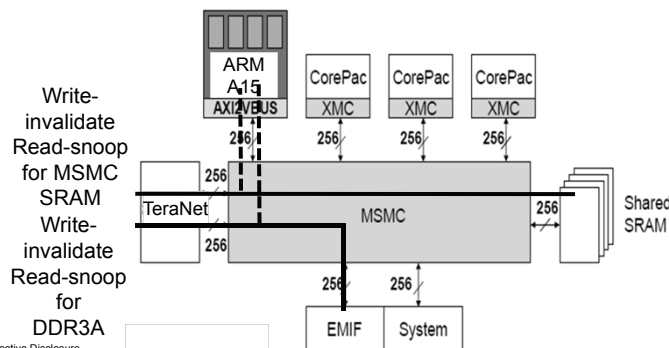 ARM
A15
AXI2VBUS
CorePac
XMC
CorePac
XMC
CorePac
XMC
256
256
256
256
Write-
invalidate
Read-snoop
for MSMC
SRAM
Write-
invalidate
Read-snoop
for
DDR3A
256
TeraNet
256
MSMC
256
Shared
SRAM
256
256
EMIF
System
Disclosure